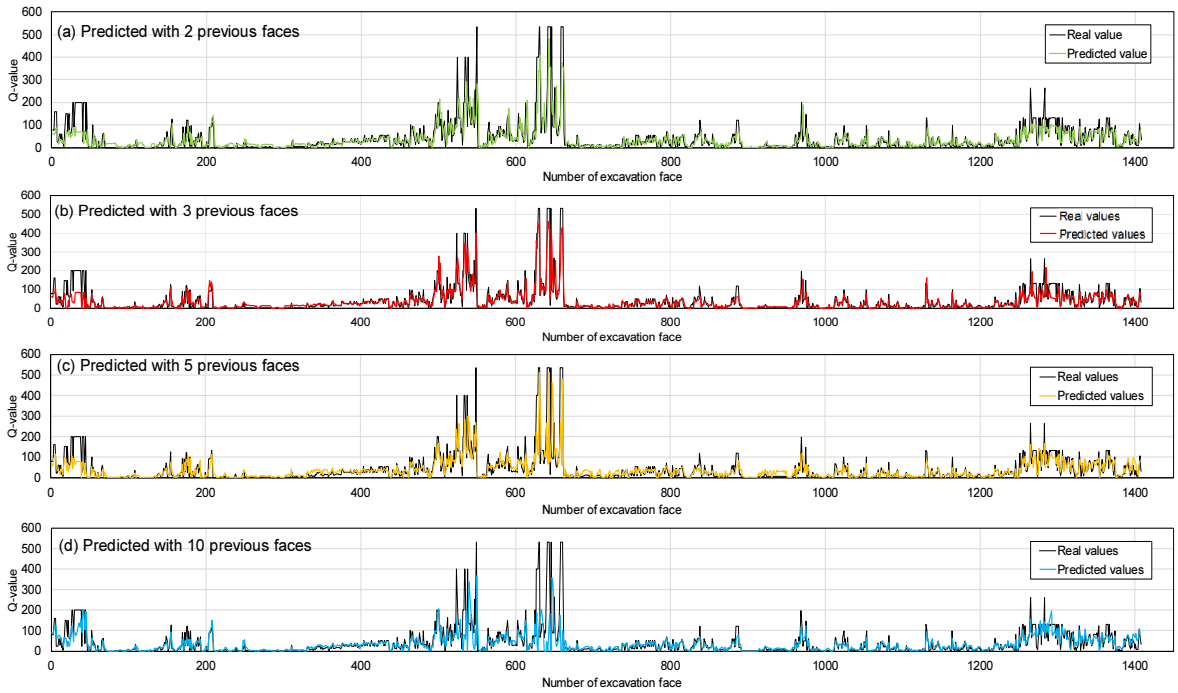 (a) Predicted with 2 previous faces
Real value
Predicted value
Q-value
600
500
400
300
200
100
0
0 200 400 600 800 1000 1200 1400
Number of excavation face
(b) Predicted with 3 previous faces
Real values
Predicted values
Q-value
600
500
400
300
200
100
0
0 200 400 600 800 1000 1200 1400
Number of excavation face
(c) Predicted with 5 previous faces
Real values
Predicted values
Q-value
600
500
400
300
200
100
0
0 200 400 600 800 1000 1200 1400
Number of excavation face
(d) Predicted with 10 previous faces
Real values
Predicted values
Q-value
600
500
400
300
200
100
0
0 200 400 600 800 1000 1200 1400
Number of excavation face